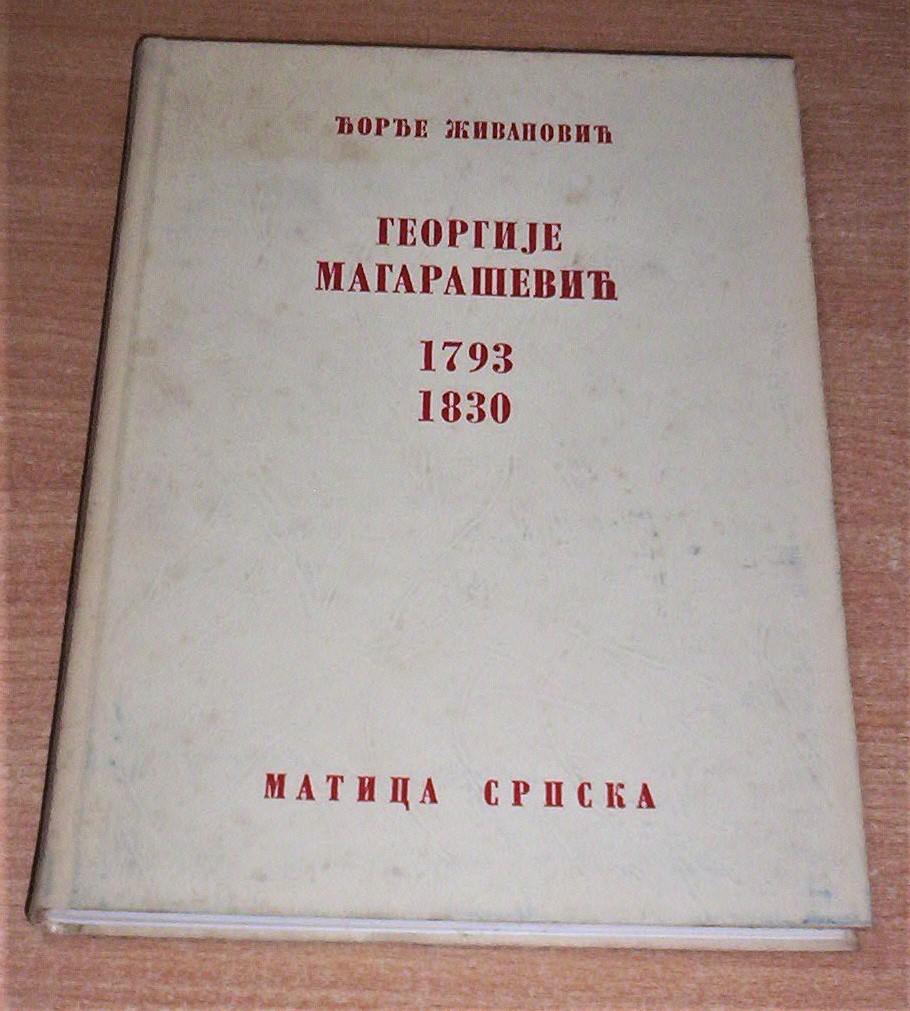 ЂОРЂЕ ЖИВАНОВИЋ
ГЕОРГИЈЕ
МАГАРАШЕВИЋ
1793
1830
МАТИЦА СРПСКА